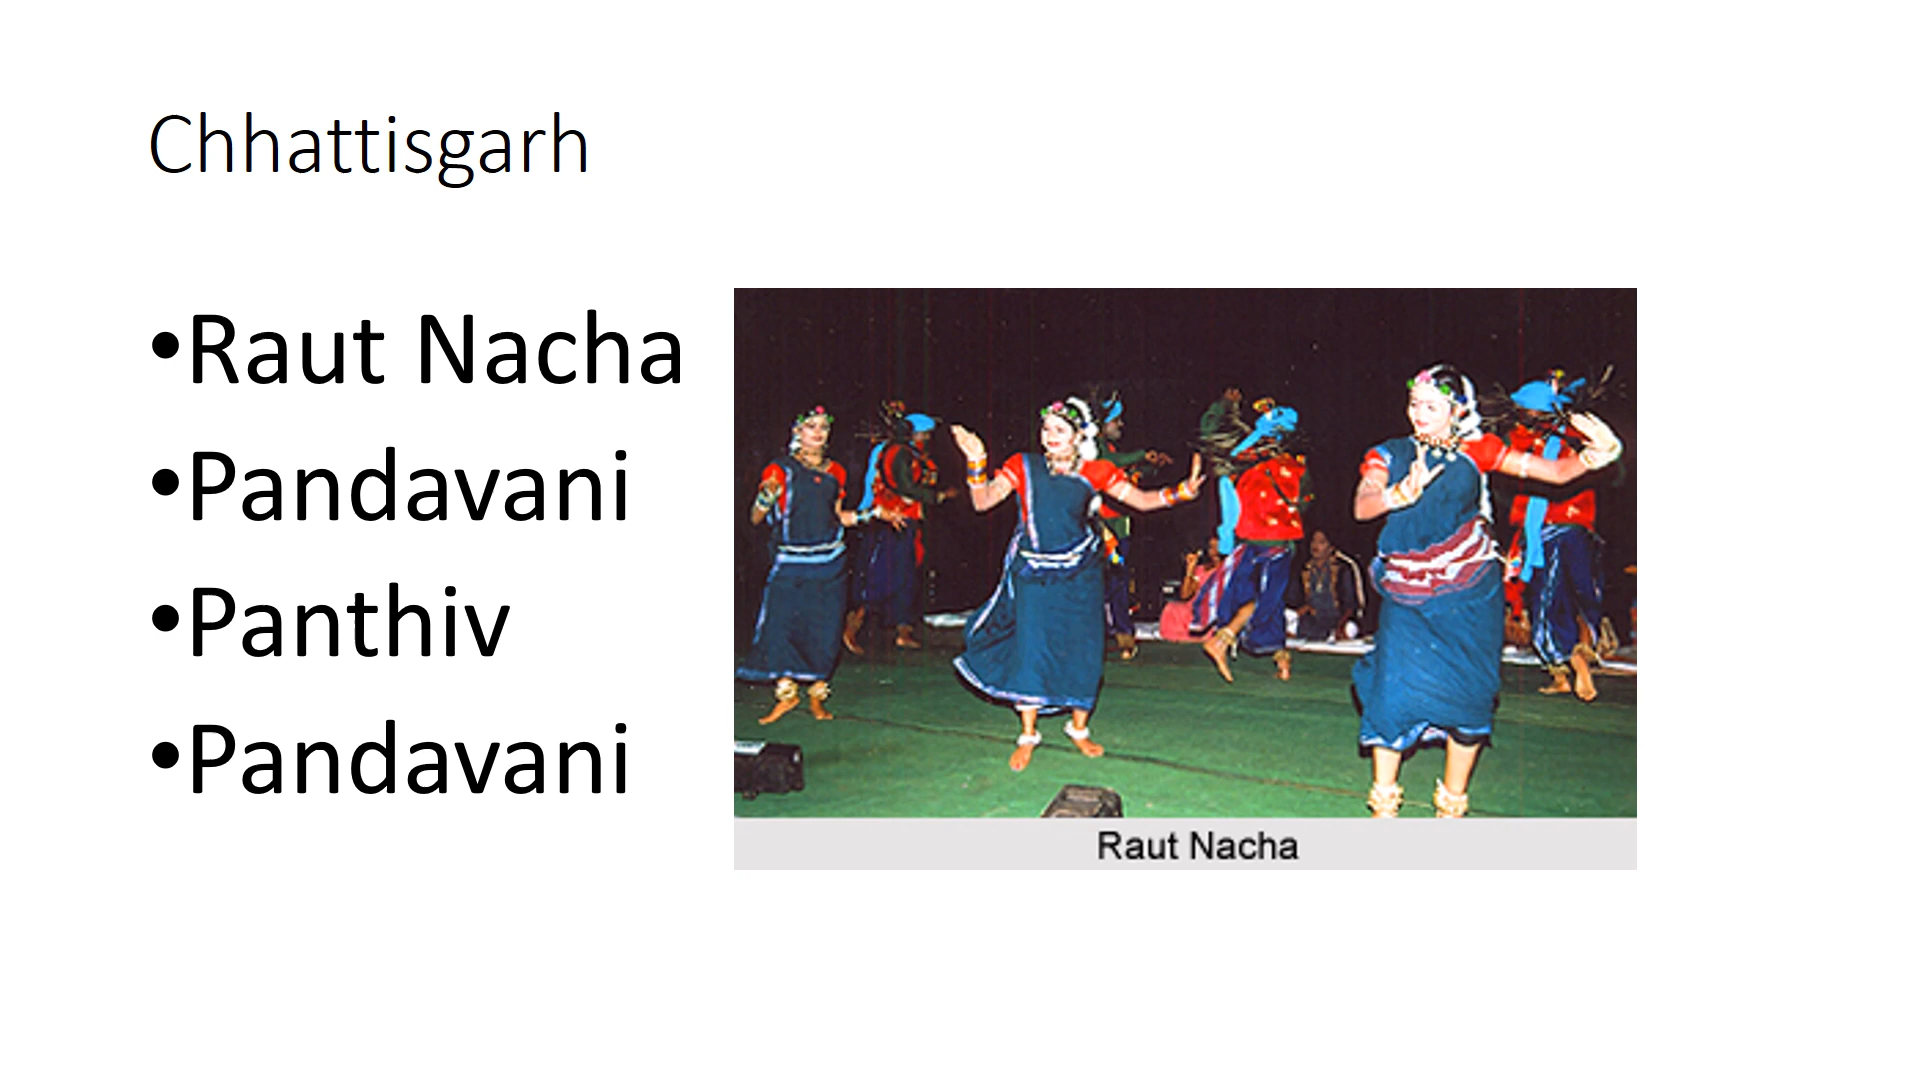 Chhattisgarh
•Raut Nacha
•Pandavani
•Panthiv
•Pandavani
Raut Nacha